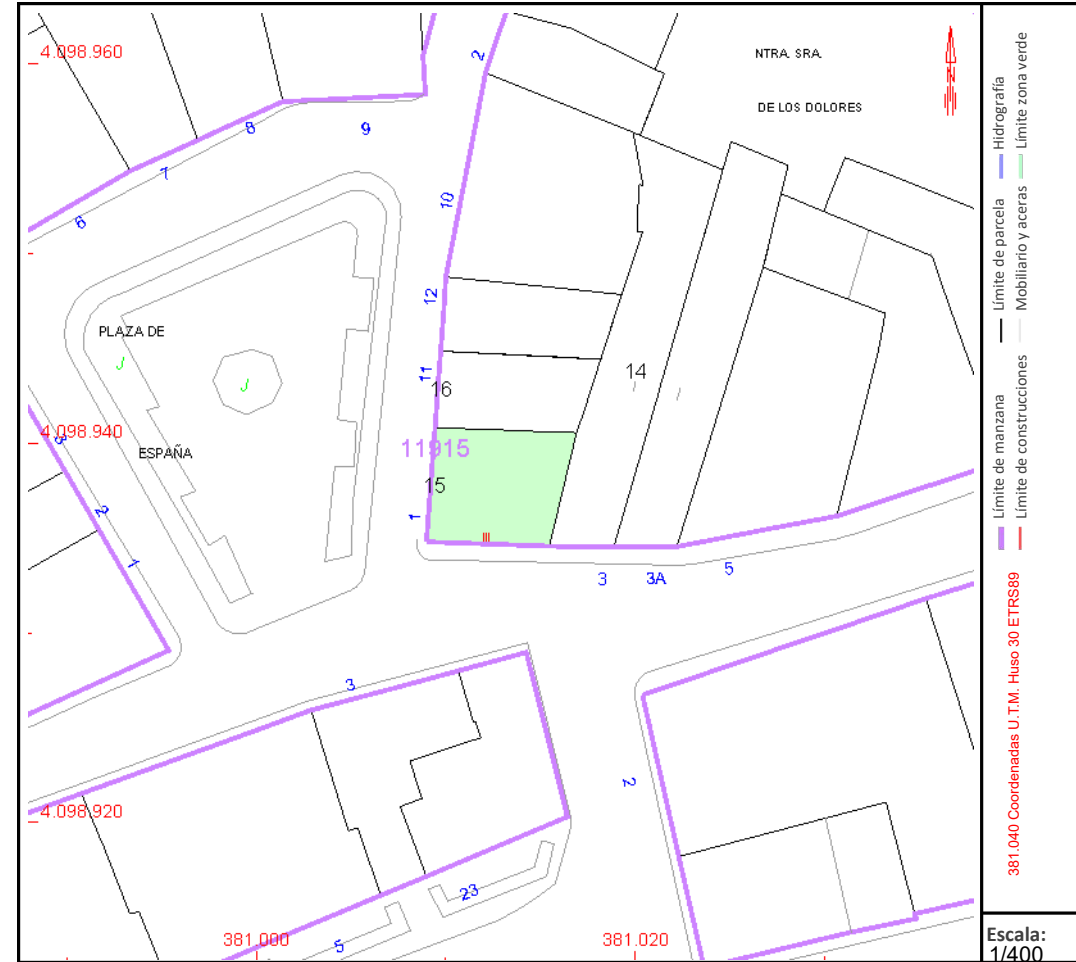 4.098.960
2
NTRA. SRA.
DE LOS DOLORES
N
8
9
7
6
10
12
PLAZA DE
J
J
11
16
14
4.098.940
ESPAÑA
11915
15
3
2
1
1
III
3
3A
5
3
2
4.098.920
23
5
381.000
381.020
Límite de manzana
Límite de parcela
Hidrografía
Límite de construcciones
Mobiliario y aceras
Límite zona verde
381.040 Coordenadas U.T.M. Huso 30 ETRS89
Escala:
1/400